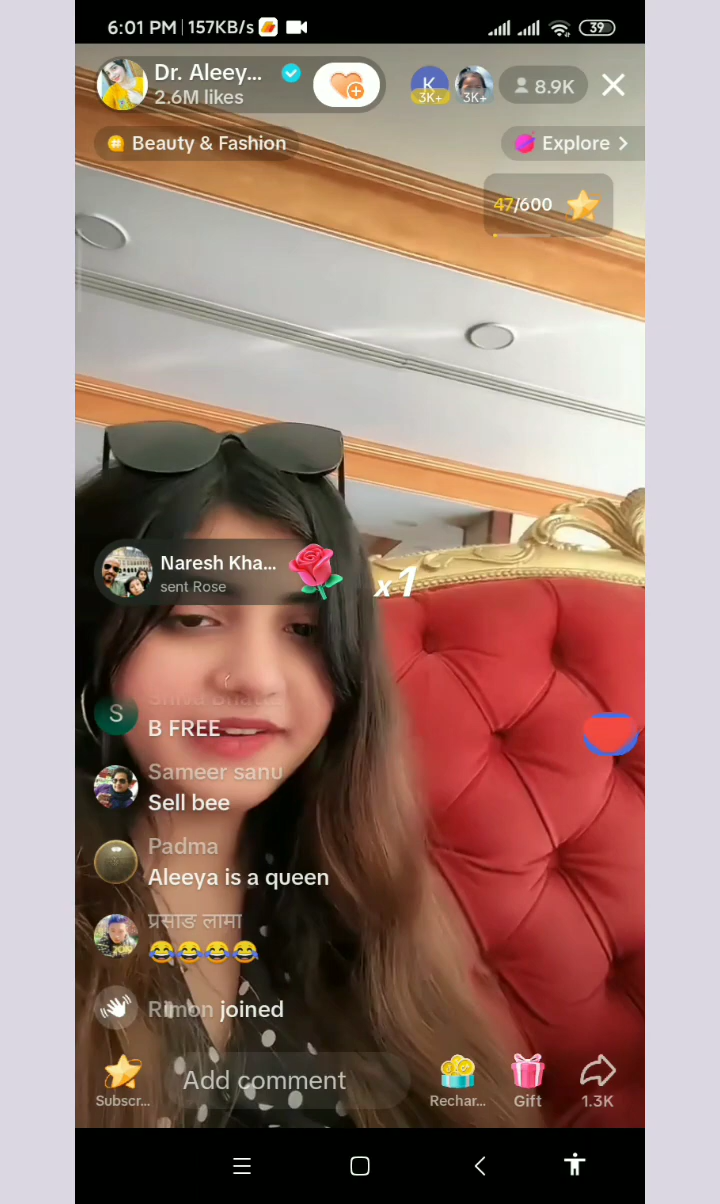 6:01 PM | 157KB/s
39
Dr. Aleey...
2.6M likes
K
3K+
3K+
8.9K
Beauty & Fashion
Explore
47/600
Naresh Kha...
sent Rose
x1
S
B FREE
Sameer sanu
Sell bee
Padma
Aleeya is a queen
प्रसाङ लामा
😂😂😂😂
Rimon joined
Add comment
Subscr...
Rechar...
Gift
1.3K